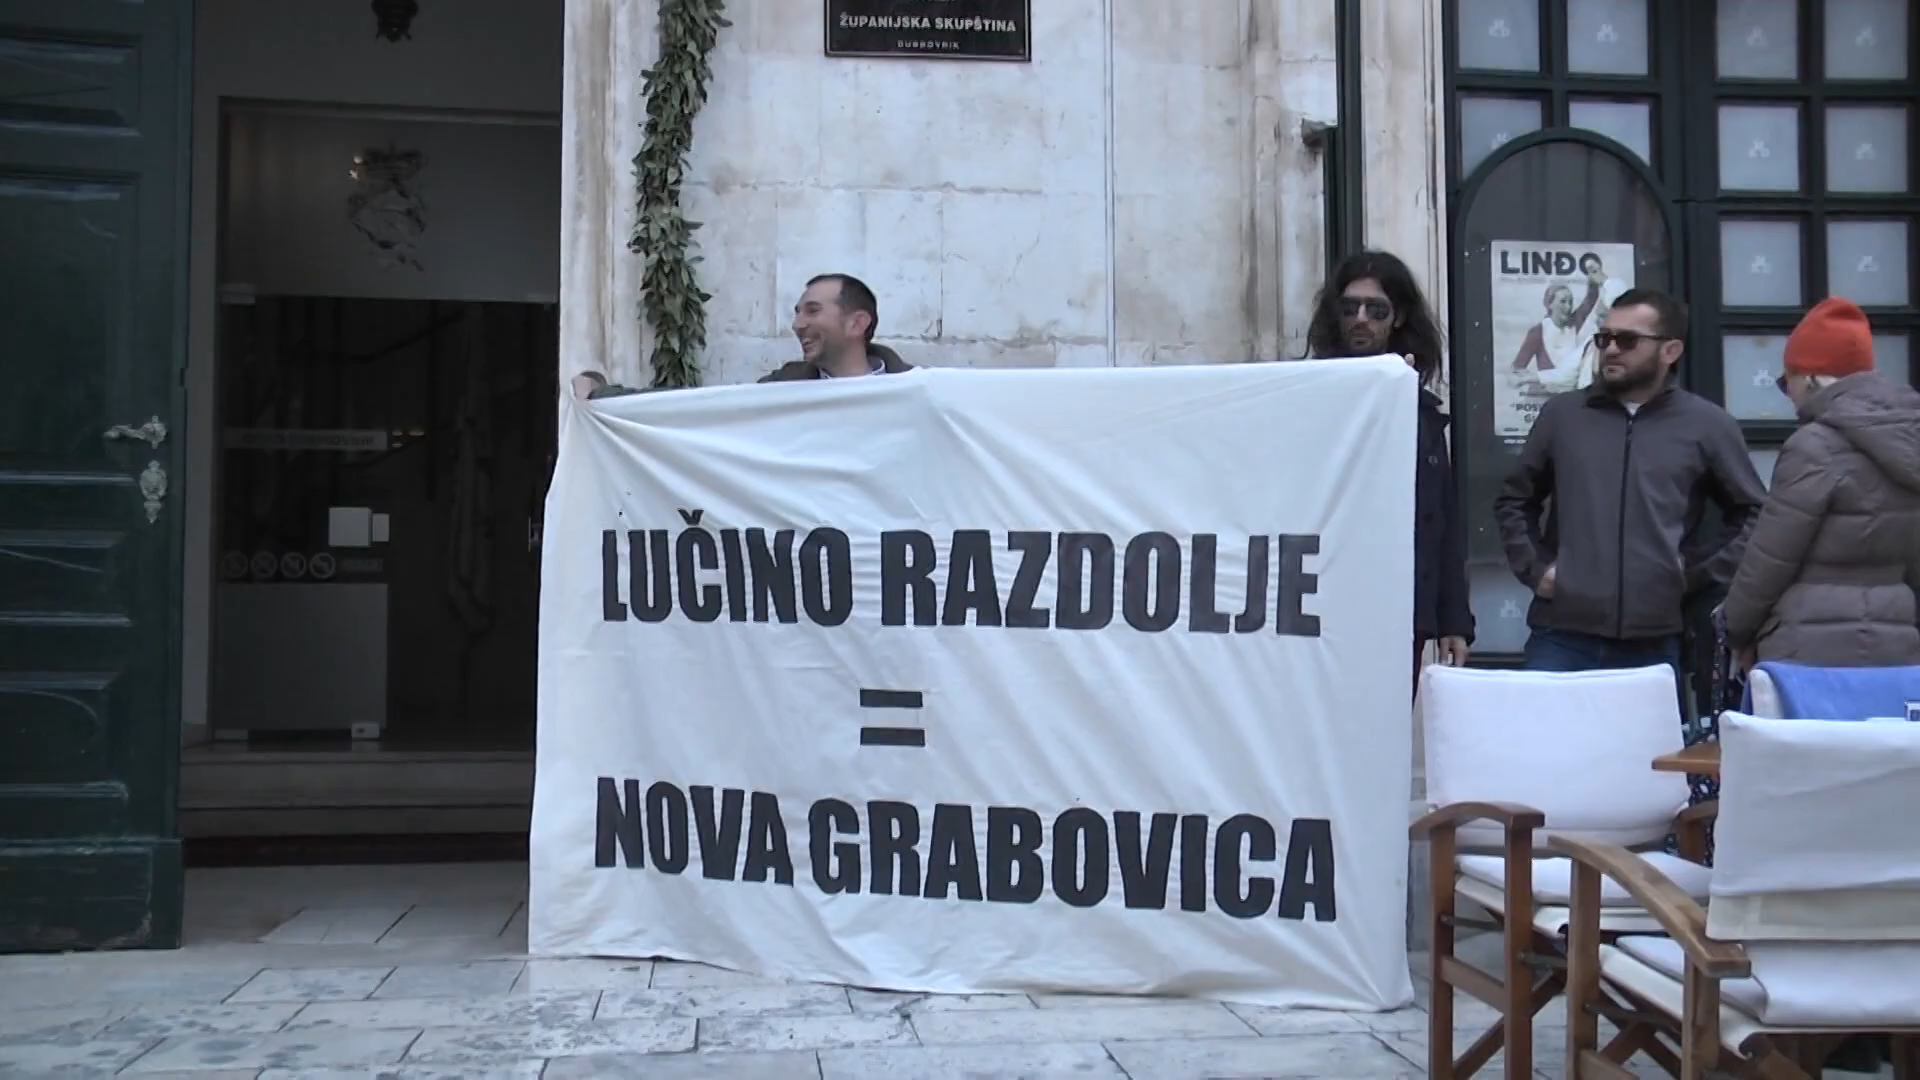 ŽUPANIJSKA SKUPŠTINA
DUBROVNIK
LINĐO
LUČINO RAZDOLJE
=
NOVA GRABOVICA